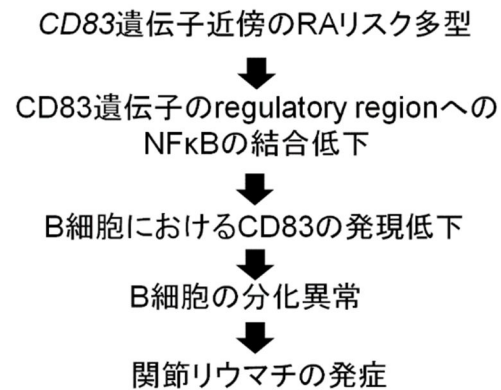 CD83遺伝子近傍のRAリスク多型
CD83遺伝子のregulatory regionへの
NFκBの結合低下
B細胞におけるCD83の発現低下
B細胞の分化異常
関節リウマチの発症